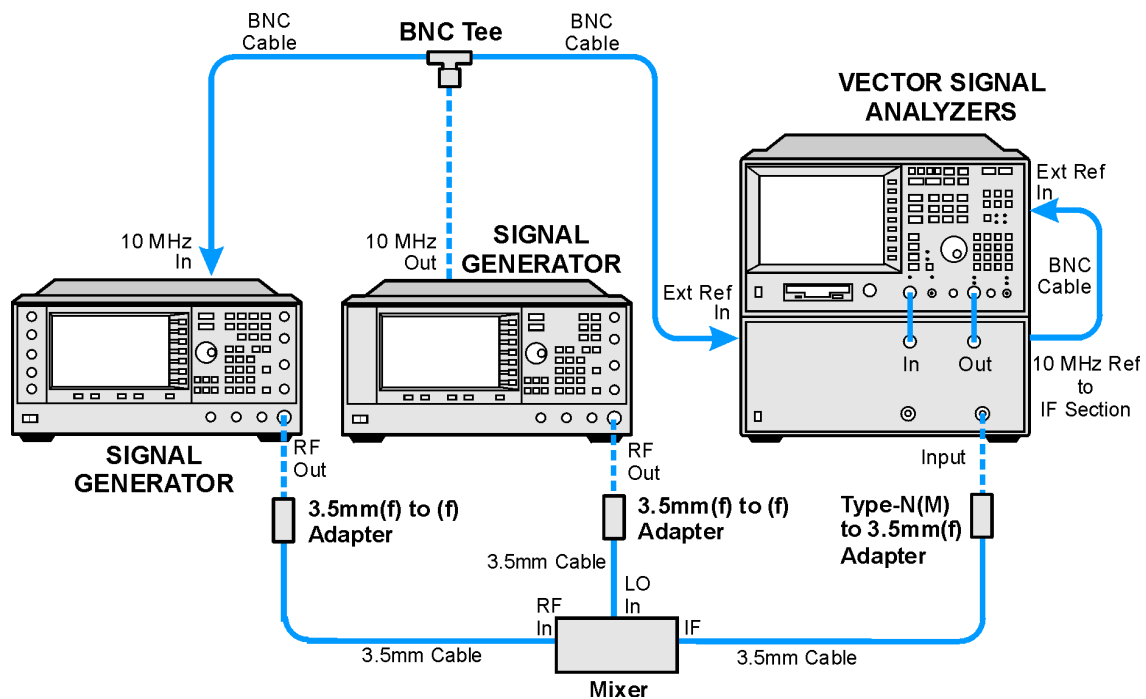 BNC
Cable
BNC Tee
BNC
Cable
VECTOR SIGNAL
ANALYZERS
Ext Ref
In
10 MHz
In
10 MHz
Out
SIGNAL
GENERATOR
Ext Ref
In
BNC
Cable
In
Out
10 MHz Ref
to
IF Section
SIGNAL
GENERATOR
RF
Out
RF
Out
Input
3.5mm(f) to (f)
Adapter
3.5mm(f) to (f)
Adapter
Type-N(M)
to 3.5mm(f)
Adapter
3.5mm Cable
RF
In
LO
In
IF
3.5mm Cable
3.5mm Cable
Mixer